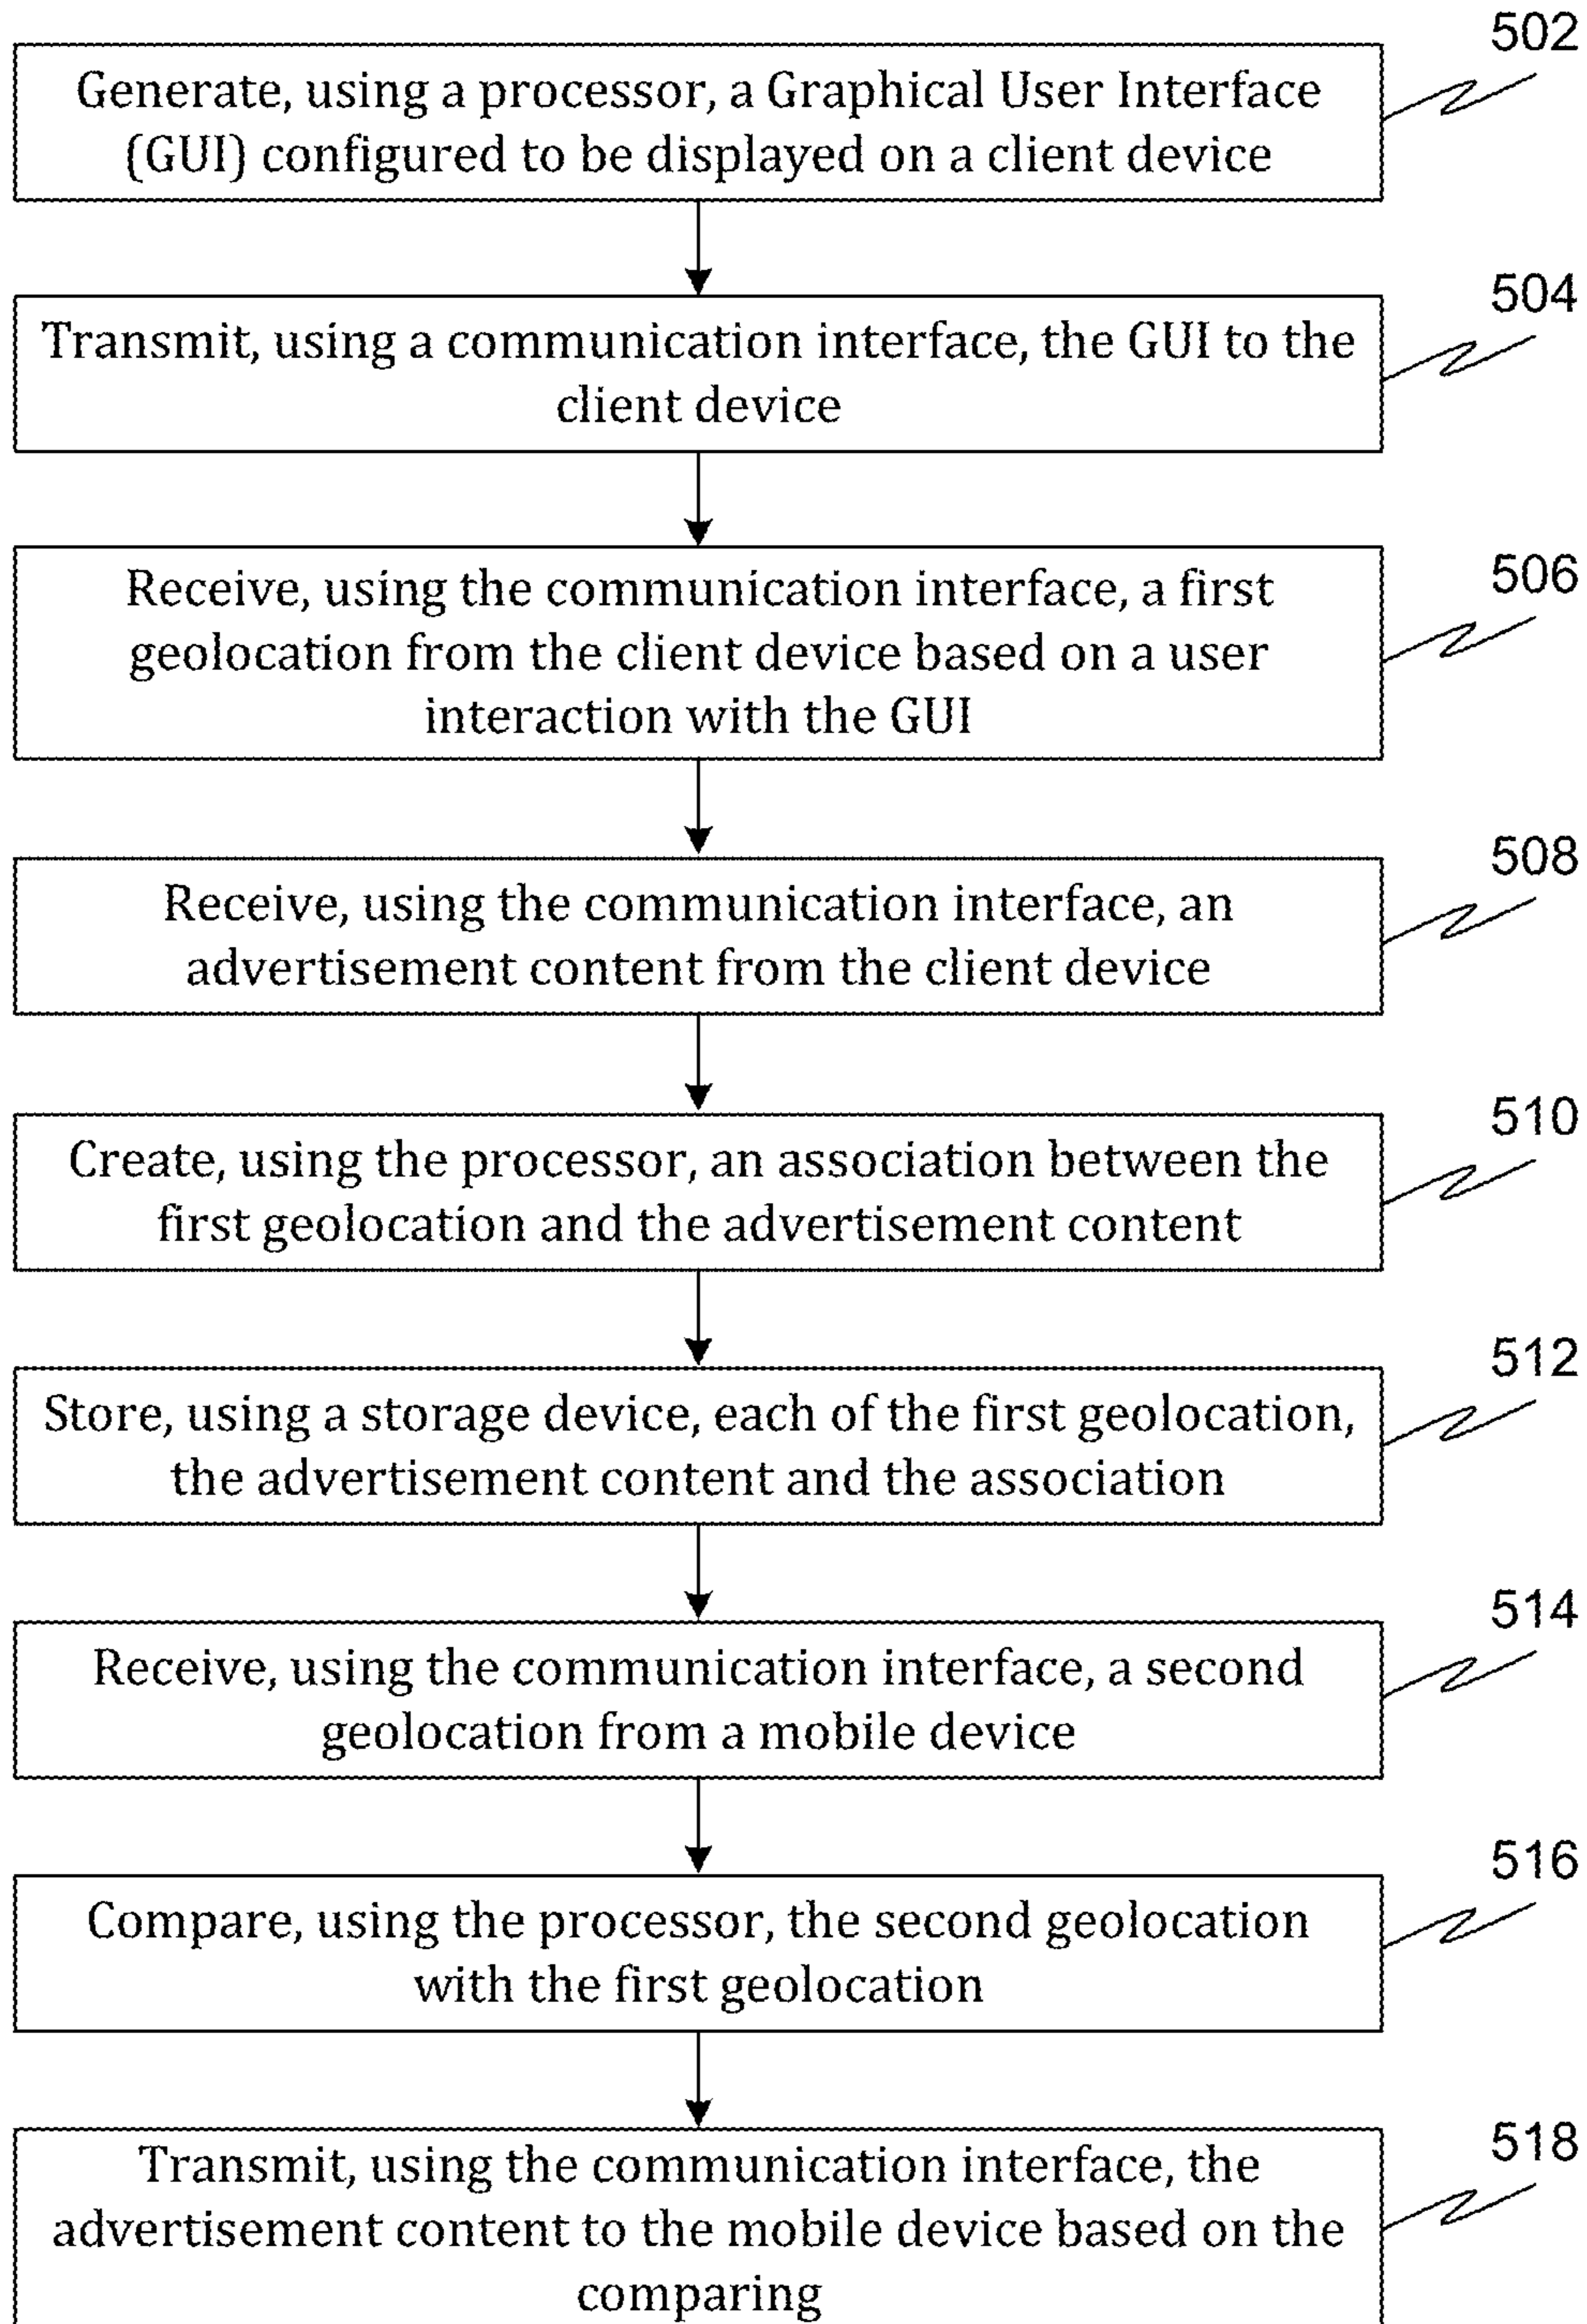 502
Generate, using a processor, a Graphical User Interface
(GUI) configured to be displayed on a client device
504
Transmit, using a communication interface, the GUI to the
client device
506
Receive, using the communication interface, a first
geolocation from the client device based on a user
interaction with the GUI
508
Receive, using the communication interface, an
advertisement content from the client device
510
Create, using the processor, an association between the
first geolocation and the advertisement content
512
Store, using a storage device, each of the first geolocation,
the advertisement content and the association
514
Receive, using the communication interface, a second
geolocation from a mobile device
516
Compare, using the processor, the second geolocation
with the first geolocation
518
Transmit, using the communication interface, the
advertisement content to the mobile device based on the
comparing